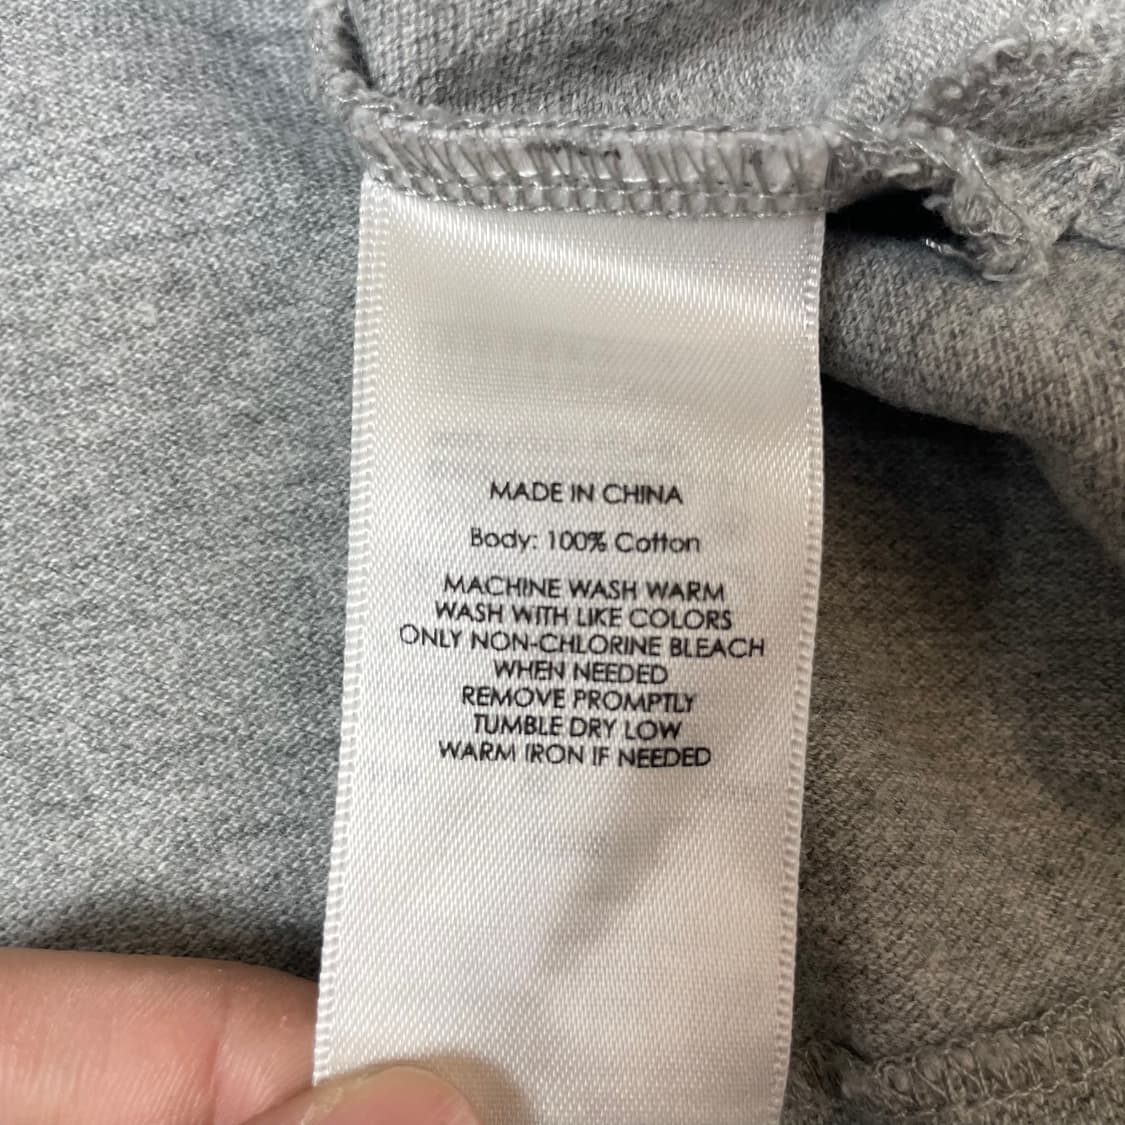 MADE IN CHINA
Body: 100% Cotton
MACHINE WASH WARM
WASH WITH LIKE COLORS
ONLY NON-CHLORINE BLEACH
WHEN NEEDED
REMOVE PROMPTLY
TUMBLE DRY LOW
WARM IRON IF NEEDED